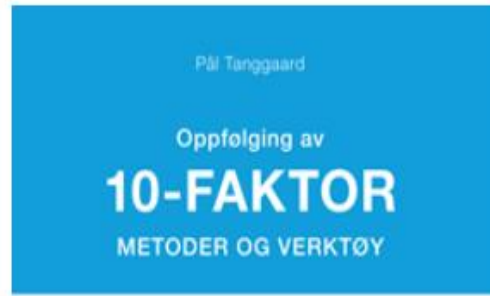 Pål Tanggaard
Oppfølging av
10-FAKTOR
METODER OG VERKTØY